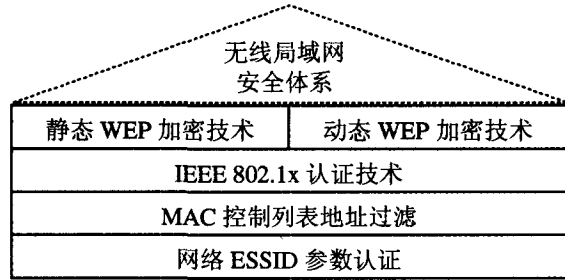 无线局域网
安全体系
静态 WEP 加密技术
动态 WEP 加密技术
IEEE 802.1x 认证技术
MAC 控制列表地址过滤
网络 ESSID 参数认证